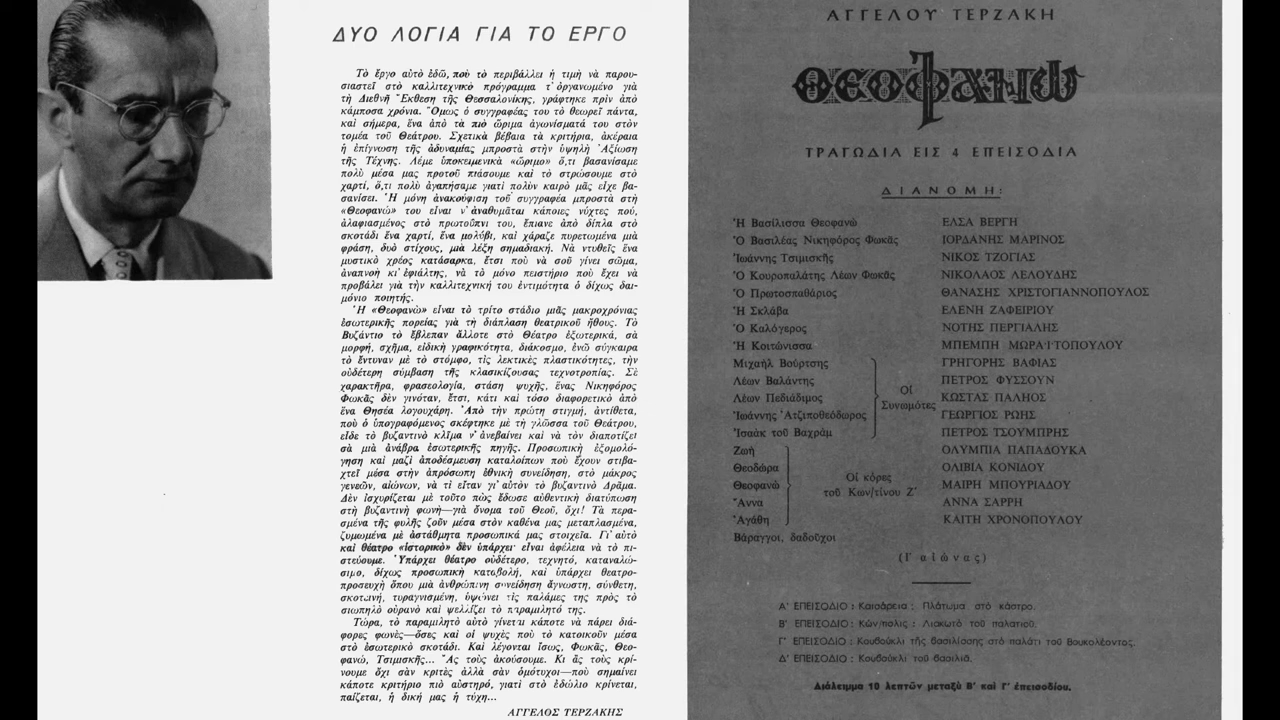 ΔΥΟ ΛΟΓΙΑ ΓΙΑ ΤΟ ΕΡΓΟ
Τὸ ἔργο αὐτὸ ἐδῶ, ποὺ τὸ περιβάλλει ἡ τιμὴ νὰ παρου-
σιαστεῖ στὸ καλλιτεχνικὸ πρόγραμμα τ' ὀργανωμένο γιὰ
τὴ Διεθνῆ Ἔκθεση τῆς Θεσσαλονίκης, γράφτηκε πρὶν ἀπὸ
κάμποσα χρόνια. Ὅμως ὁ συγγραφέας του τὸ θεωρεῖ πάντα,
καὶ σήμερα, ἕνα ἀπὸ τὰ πιὸ ὥριμα ἀγωνίσματά του στὸν
τομέα τοῦ Θεάτρου. Σχετικὰ βέβαια τὰ κριτήρια, ἀκέραια
ἡ ἐπίγνωση τῆς ἀδυναμίας μπροστὰ στὴν ὑψηλὴ Ἀξίωση
τῆς Τέχνης. Λέμε ὑποκειμενικὰ «ὥριμο» ὅ,τι βασανίσαμε
πολὺ μέσα μας προτοῦ πιάσουμε καὶ τὸ στρώσουμε στὸ
χαρτί, ὅ,τι πολὺ ἀγαπήσαμε γιατὶ πολὺν καιρὸ μᾶς εἶχε βα-
σανίσει. Ἡ μόνη ἀνακούφιση τοῦ συγγραφέα μπροστὰ στὴ
«Θεοφανὼ» του εἶναι ν' ἀναθυμᾶται κάποιες νύχτες πού,
ἀλαφιασμένος στὸ πρωτοΰπνι του, ἔπιανε ἀπὸ δίπλα στὸ
σκοτάδι ἕνα χαρτί, ἕνα μολύβι, καὶ χάραζε πυρετωμένα μιὰ
φράση, δυὸ στίχους, μιὰ λέξη σημαδιακή. Νὰ ντυθεῖς ἕνα
μυστικὸ χρέος κατάσαρκα, ἔτσι ποὺ νὰ σοῦ γίνει σῶμα,
ἀναπνοὴ κι' ἐφιάλτης, νὰ τὸ μόνο πειστήριο ποὺ ἔχει νὰ
προβάλει γιὰ τὴν καλλιτεχνική του ἐντιμότητα ὁ δίχως δαι-
μόνιο ποιητής.
Ἡ «Θεοφανὼ» εἶναι τὸ τρίτο στάδιο μιᾶς μακροχρόνιας
ἐσωτερικῆς πορείας γιὰ τὴ διάπλαση θεατρικοῦ ἤθους. Τὸ
Βυζάντιο τὸ ἔβλεπαν ἄλλοτε στὸ Θέατρο ἐξωτερικά, σὰ
μορφή, σχῆμα, εἰδικὴ γραφικότητα, διάκοσμο, ἐνῶ σύγκαιρα
τὸ ἔντυναν μὲ τὸ στόμφο, τὶς λεκτικὲς πλαστικότητες, τὴν
οὐδέτερη σύμβαση τῆς κλασικίζουσας τεχνοτροπίας. Σὲ
χαρακτῆρα, φρασεολογία, στάση ψυχῆς, ἕνας Νικηφόρος
Φωκᾶς δὲν γινόταν, ἔτσι, κάτι καὶ τόσο διαφορετικὸ ἀπὸ
ἕνα Θησέα λογουχάρη. Ἀπὸ τὴν πρώτη στιγμή, ἀντίθετα,
ποὺ ὁ ὑπογραφόμενος σκέφτηκε μὲ τὴ γλῶσσα τοῦ Θεάτρου,
εἶδε τὸ βυζαντινὸ κλῖμα ν' ἀνεβαίνει καὶ νὰ τὸν διαποτίζει
σὰ μιὰ ἀνάβρα ἐσωτερικῆς πηγῆς. Προσωπικὴ ἐξομολό-
γηση καὶ μαζὶ ἀποδέσμευση καταλοίπων ποὺ ἔχουν στιβα-
χτεῖ μέσα στὴν ἀπρόσωπη ἐθνικὴ συνείδηση, στὸ μάκρος
γενεῶν, αἰώνων, νὰ τὶ εἶταν γι' αὐτὸν τὸ βυζαντινὸ Δρᾶμα.
Δὲν ἰσχυρίζεται μὲ τοῦτο πὼς ἔδωσε αὐθεντικὴ διατύπωση
στὴ βυζαντινὴ φωνὴ—γιὰ ὄνομα τοῦ Θεοῦ, ὄχι! Τὰ περα-
σμένα τῆς φυλῆς ζοῦν μέσα στὸν καθένα μας μεταπλασμένα,
ζυμωμένα μὲ ἀστάθμητα προσωπικά μας στοιχεῖα. Γι' αὐτὸ
καὶ θέατρο «ἱστορικὸ» δὲν ὑπάρχει· εἶναι ἀφέλεια νὰ τὸ πι-
στεύουμε. Ὑπάρχει θέατρο οὐδέτερο, τεχνητό, καταναλώ-
σιμο, δίχως προσωπικὴ καταβολή, καὶ ὑπάρχει θεατρο-
προσευχὴ ὅπου μιὰ ἀνθρώπινη συνείδηση ἄγνωστη, σύνθετη,
σκοτεινή, τυραγνισμένη, ὑψώνει τὶς παλάμες της πρὸς τὸ
σιωπηλὸ οὐρανὸ καὶ ψελλίζει τὸ παραμιλητό της.
Τώρα, τὸ παραμιλητὸ αὐτὸ γίνεται κάποτε νὰ πάρει διά-
φορες φωνὲς—ὅσες καὶ οἱ ψυχὲς ποὺ τὸ κατοικοῦν μέσα
στὸ ἐσωτερικὸ σκοτάδι. Καὶ λέγονται ἴσως, Φωκᾶς, Θεο-
φανώ, Τσιμισκῆς... Ἂς τοὺς ἀκούσουμε. Κι ἂς τοὺς κρί-
νουμε ὄχι σὰν κριτὲς ἀλλὰ σὰν ὁμότυχοι—ποὺ σημαίνει
κάποτε κριτήριο πιὸ αὐστηρό, γιατὶ στὸ ἐδώλιο κρίνεται,
παίζεται, ἡ δική μας ἡ τύχη...
ΑΓΓΕΛΟΣ ΤΕΡΖΑΚΗΣ
ΑΓΓΕΛΟΥ ΤΕΡΖΑΚΗ
ΘΕΟΦΑΝΩ
ΤΡΑΓΩΔΙΑ ΕΙΣ 4 ΕΠΕΙΣΟΔΙΑ
ΔΙΑΝΟΜΗ:
Ἡ Βασίλισσα Θεοφανὼ ΕΛΣΑ ΒΕΡΓΗ
Ὁ Βασιλέας Νικηφόρος Φωκᾶς ΙΟΡΔΑΝΗΣ ΜΑΡΙΝΟΣ
Ἰωάννης Τσιμισκῆς ΝΙΚΟΣ ΤΖΟΓΙΑΣ
Ὁ Κουροπαλάτης Λέων Φωκᾶς ΝΙΚΟΛΑΟΣ ΛΕΛΟΥΔΗΣ
Ὁ Πρωτοσπαθάριος ΘΑΝΑΣΗΣ ΧΡΙΣΤΟΓΙΑΝΝΟΠΟΥΛΟΣ
Ἡ Σκλάβα ΕΛΕΝΗ ΖΑΦΕΙΡΙΟΥ
Ὁ Καλόγερος ΝΟΤΗΣ ΠΕΡΓΙΑΛΗΣ
Ἡ Κοιτώνισσα ΜΠΕΜΠΗ ΜΩΡΑ·Ι·ΤΟΠΟΥΛΟΥ
Μιχαὴλ Βούρτσης ΓΡΗΓΟΡΗΣ ΒΑΦΙΑΣ
Λέων Βαλάντης ΠΕΤΡΟΣ ΦΥΣΣΟΥΝ
Οἱ
Λέων Πεδιάδιμος ΚΩΣΤΑΣ ΠΑΛΗΟΣ
Συνωμότες
Ἰωάννης Ἀτζιποθεόδωρος ΓΕΩΡΓΙΟΣ ΡΩΗΣ
Ἰσαὰκ τοῦ Βαχράμ ΠΕΤΡΟΣ ΤΣΟΥΜΠΡΗΣ
Ζωή ΟΛΥΜΠΙΑ ΠΑΠΑΔΟΥΚΑ
Θεοδώρα ΟΛΙΒΙΑ ΚΟΝΙΔΟΥ
Οἱ κόρες
Θεοφανώ ΜΑΙΡΗ ΜΠΟΥΡΙΑΔΟΥ
τοῦ Κων/τίνου Ζ'
Ἄννα ΑΝΝΑ ΣΑΡΡΗ
Ἀγάθη ΚΑΙΤΗ ΧΡΟΝΟΠΟΥΛΟΥ
Βάραγγοι, δαδοῦχοι
(Ι' αἰώνας)
Α' ΕΠΕΙΣΟΔΙΟ : Καισάρεια : Πλάτωμα στὸ κάστρο.
Β' ΕΠΕΙΣΟΔΙΟ : Κων/πολις : Λιακωτὸ τοῦ παλατιοῦ.
Γ' ΕΠΕΙΣΟΔΙΟ : Κουβούκλι τῆς βασιλίσσης στὸ παλάτι τοῦ Βουκολέοντος.
Δ' ΕΠΕΙΣΟΔΙΟ : Κουβούκλι τοῦ βασιλιᾶ.
Διάλειμμα 10 λεπτῶν μεταξὺ Β' καὶ Γ' ἐπεισοδίου.